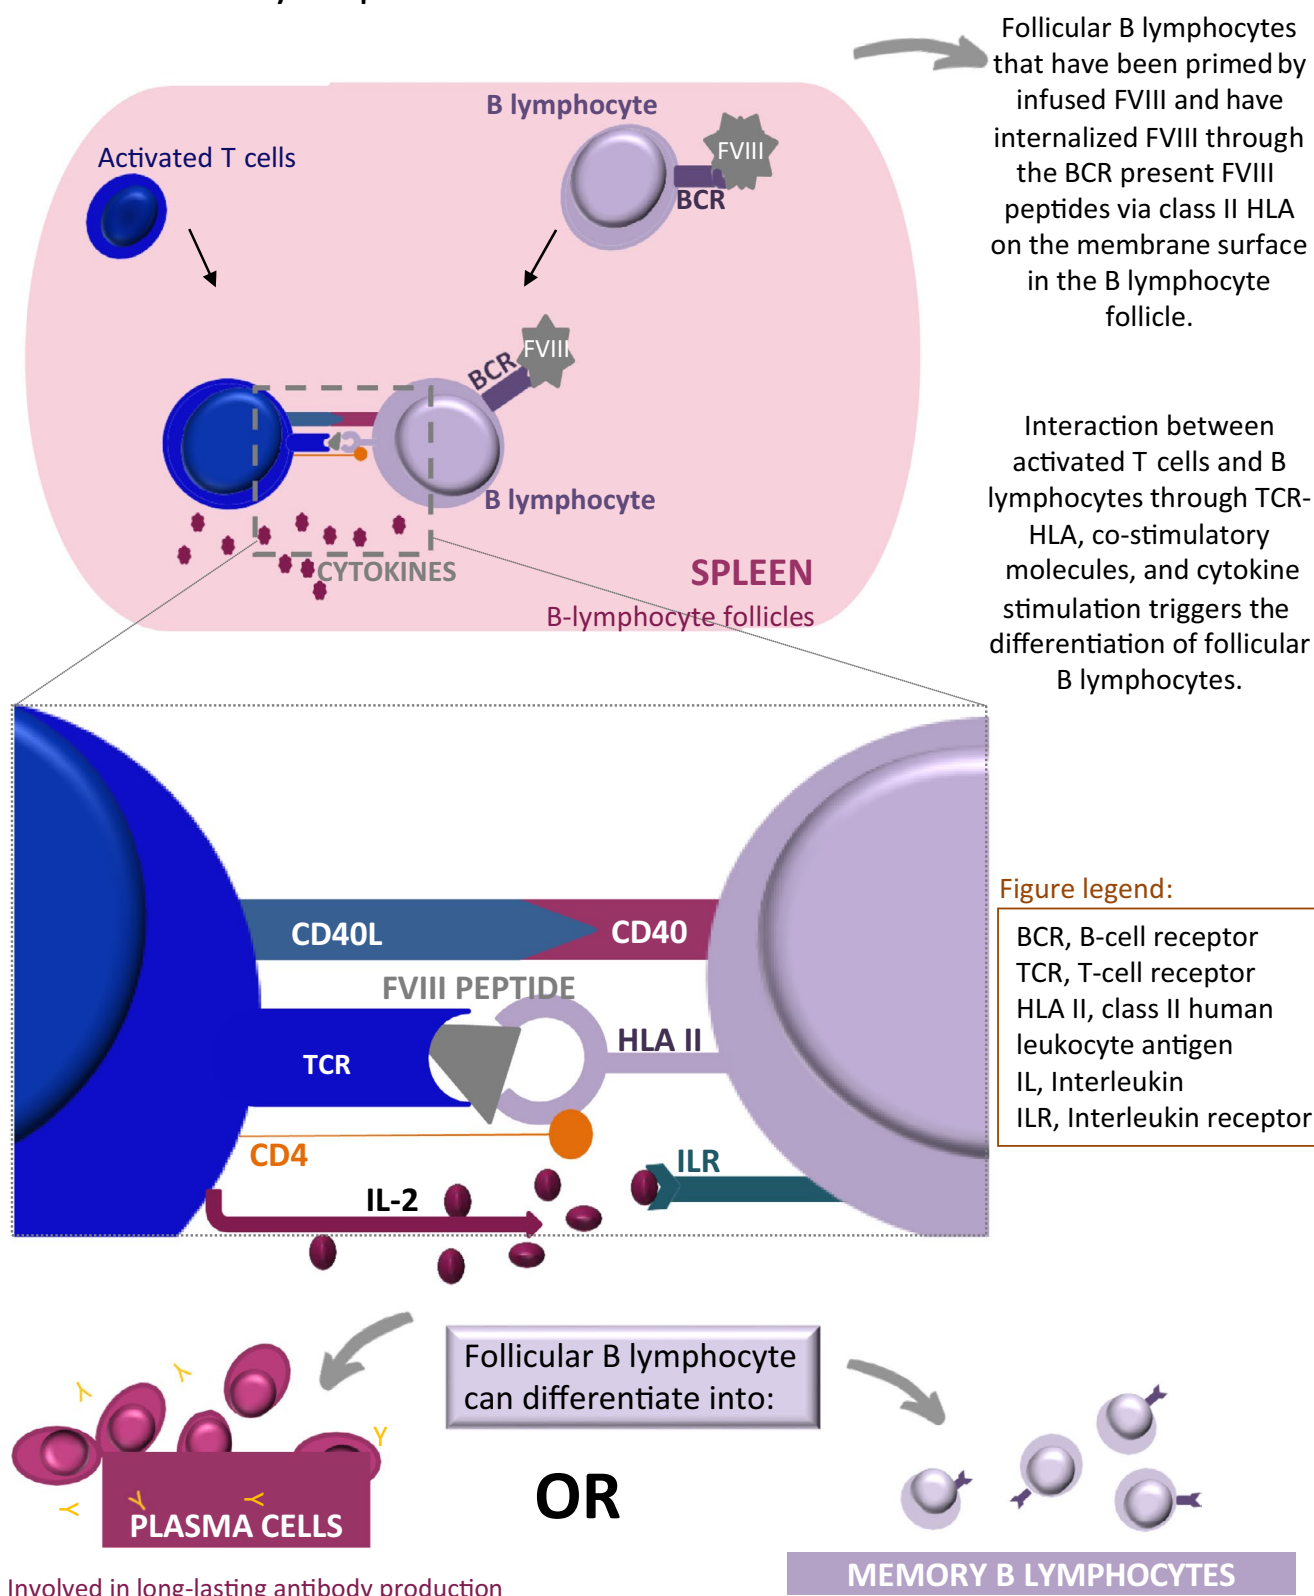 Follicular B lymphocytes
that have been primed by
infused FVIII and have
internalized FVIII through
the BCR present FVIII
peptides via class II HLA
on the membrane surface
in the B lymphocyte
follicle.
B lymphocyte
Activated T cells
FVIII
BCR
FVIII
BCR
B lymphocyte
CYTOKINES
SPLEEN
B-lymphocyte follicles
Interaction between
activated T cells and B
lymphocytes through TCR-
HLA, co-stimulatory
molecules, and cytokine
stimulation triggers the
differentiation of follicular
B lymphocytes.
CD40L
CD40
FVIII PEPTIDE
TCR
HLA II
CD4
ILR
IL-2
Figure legend:
BCR, B-cell receptor
TCR, T-cell receptor
HLA II, class II human
leukocyte antigen
IL, Interleukin
ILR, Interleukin receptor
Follicular B lymphocyte
can differentiate into:
OR
PLASMA CELLS
Involved in long-lasting antibody production
MEMORY B LYMPHOCYTES